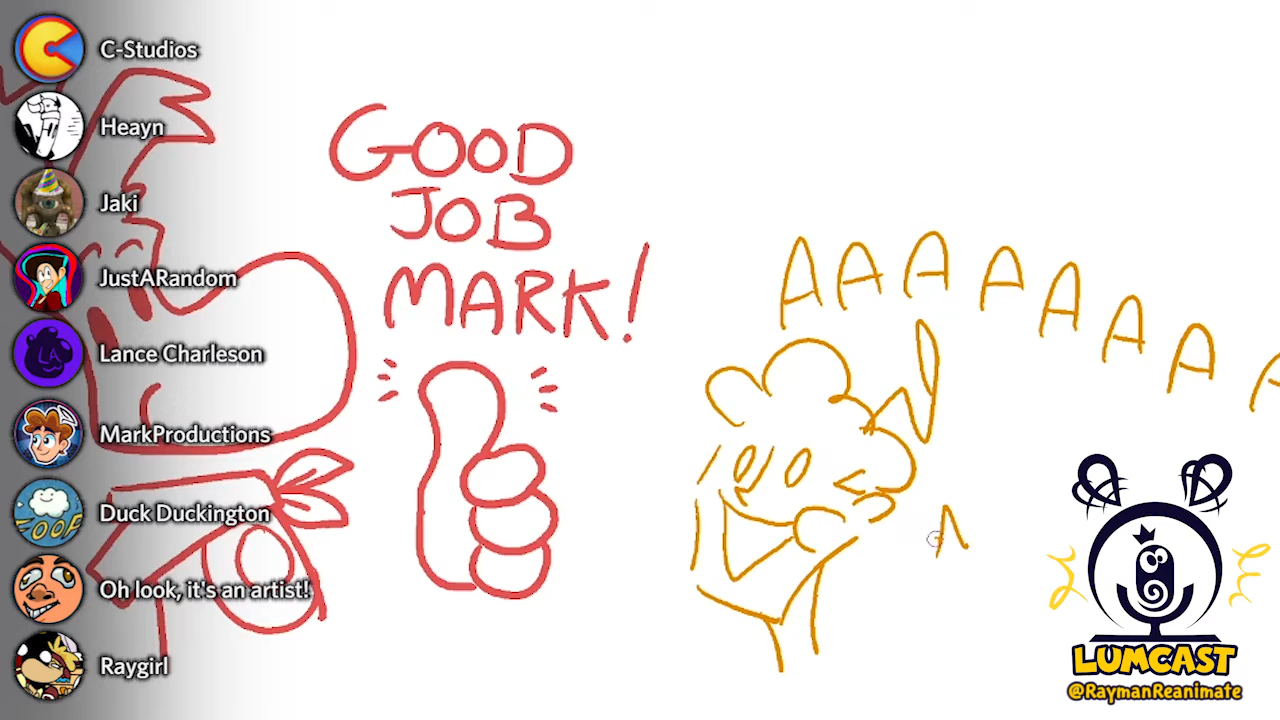 C-Studios
Heayn
Jaki
JustARandom
Lance Charleson
MarkProductions
Duck Duckington
Oh look, it's an artist!
Raygirl
GOOD
JOB
MARK!
A A A A A A A A
LUMCAST
@RaymanReanimate